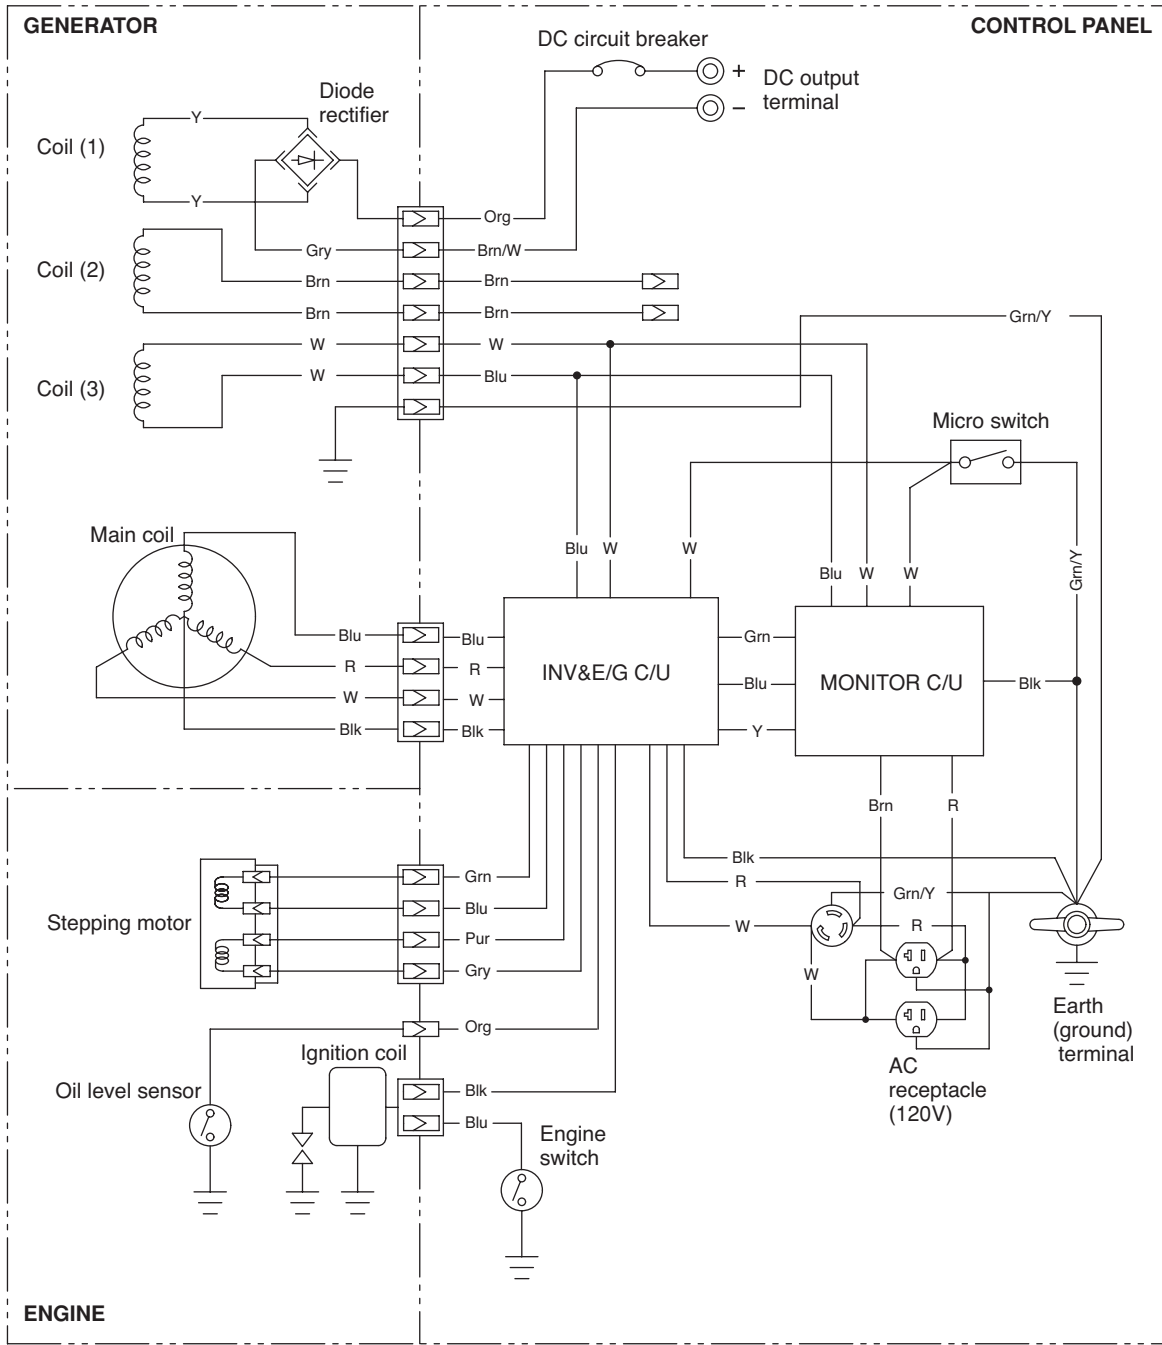 GENERATOR
CONTROL PANEL
DC circuit breaker
+
DC output
terminal
−
Diode
rectifier
Y
Coil (1)
Y
Org
Gry
Brn/W
Coil (2)
Brn
Brn
Brn
Brn
Grn/Y
W
W
Coil (3)
W
Blu
Micro switch
Main coil
Blu
W
W
Blu
W
W
Grn/Y
Blu
Blu
Grn
R
R
INV&E/G C/U
Blu
MONITOR C/U
Blk
W
W
Blk
Blk
Y
Brn
R
Blk
Grn
R
Grn/Y
Stepping motor
Blu
W
R
Pur
Gry
W
Org
Earth
(ground)
terminal
Ignition coil
AC
receptacle
(120V)
Oil level sensor
Blk
Blu
Engine
switch
ENGINE